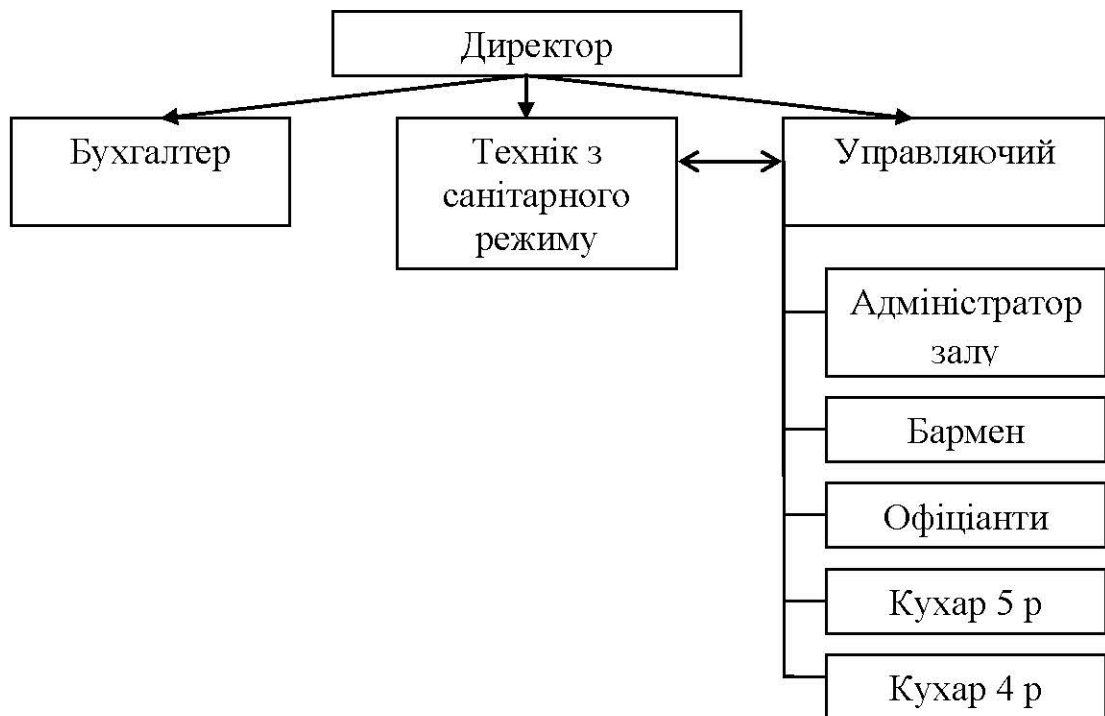 Директор
Бухгалтер
Технік з
санітарного
режиму
Управляючий
Адміністратор
залу
Бармен
Офіціанти
Кухар 5 р
Кухар 4 р